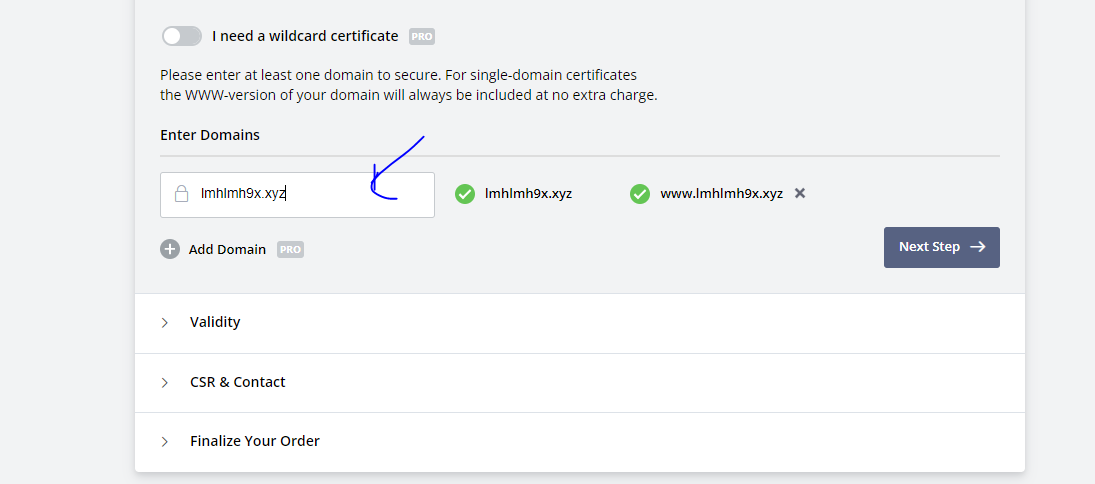 I need a wildcard certificate PRO
Please enter at least one domain to secure. For single-domain certificates
the WWW-version of your domain will always be included at no extra charge.
Enter Domains
lmhlmh9x.xyz lmhlmh9x.xyz www.lmhlmh9x.xyz
Add Domain PRO
Next Step
Validity
CSR & Contact
Finalize Your Order